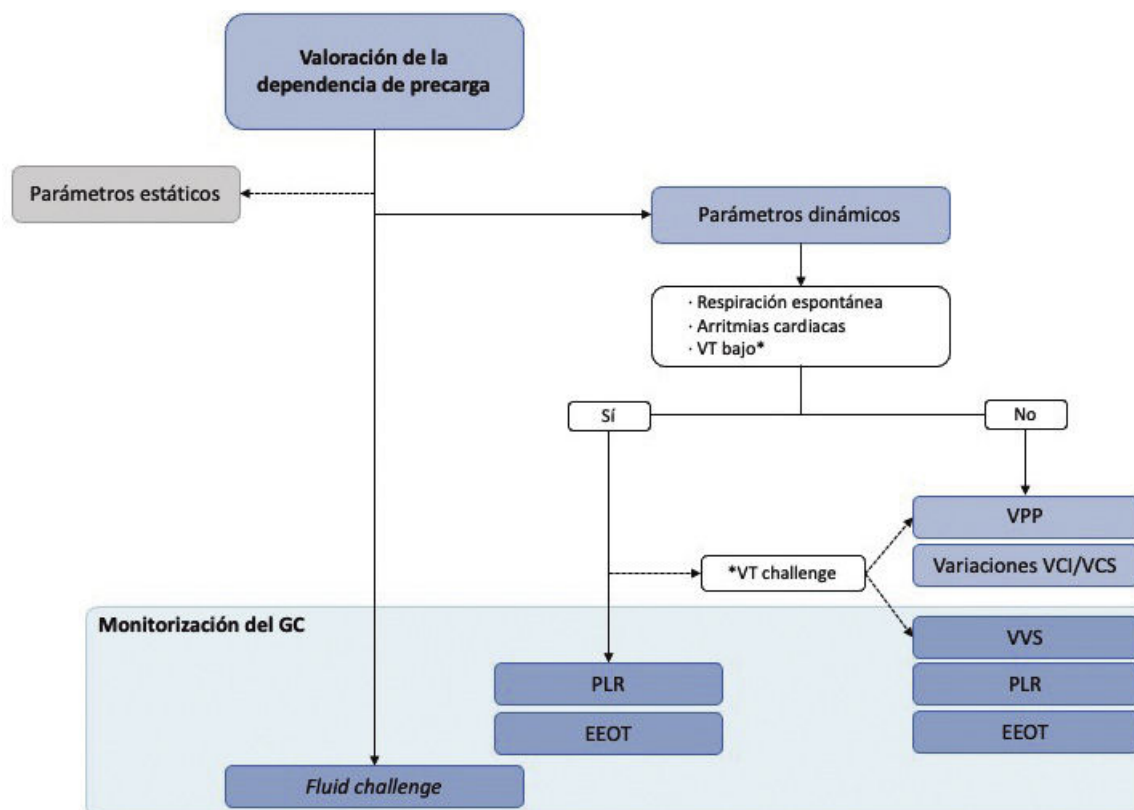 Valoración de la
dependencia de precarga
Parámetros estáticos
Parámetros dinámicos
· Respiración espontánea
· Arritmias cardiacas
· VT bajo*
Sí
No
VPP
*VT challenge
Variaciones VCI/VCS
Monitorización del GC
VVS
PLR
PLR
EEOT
EEOT
Fluid challenge